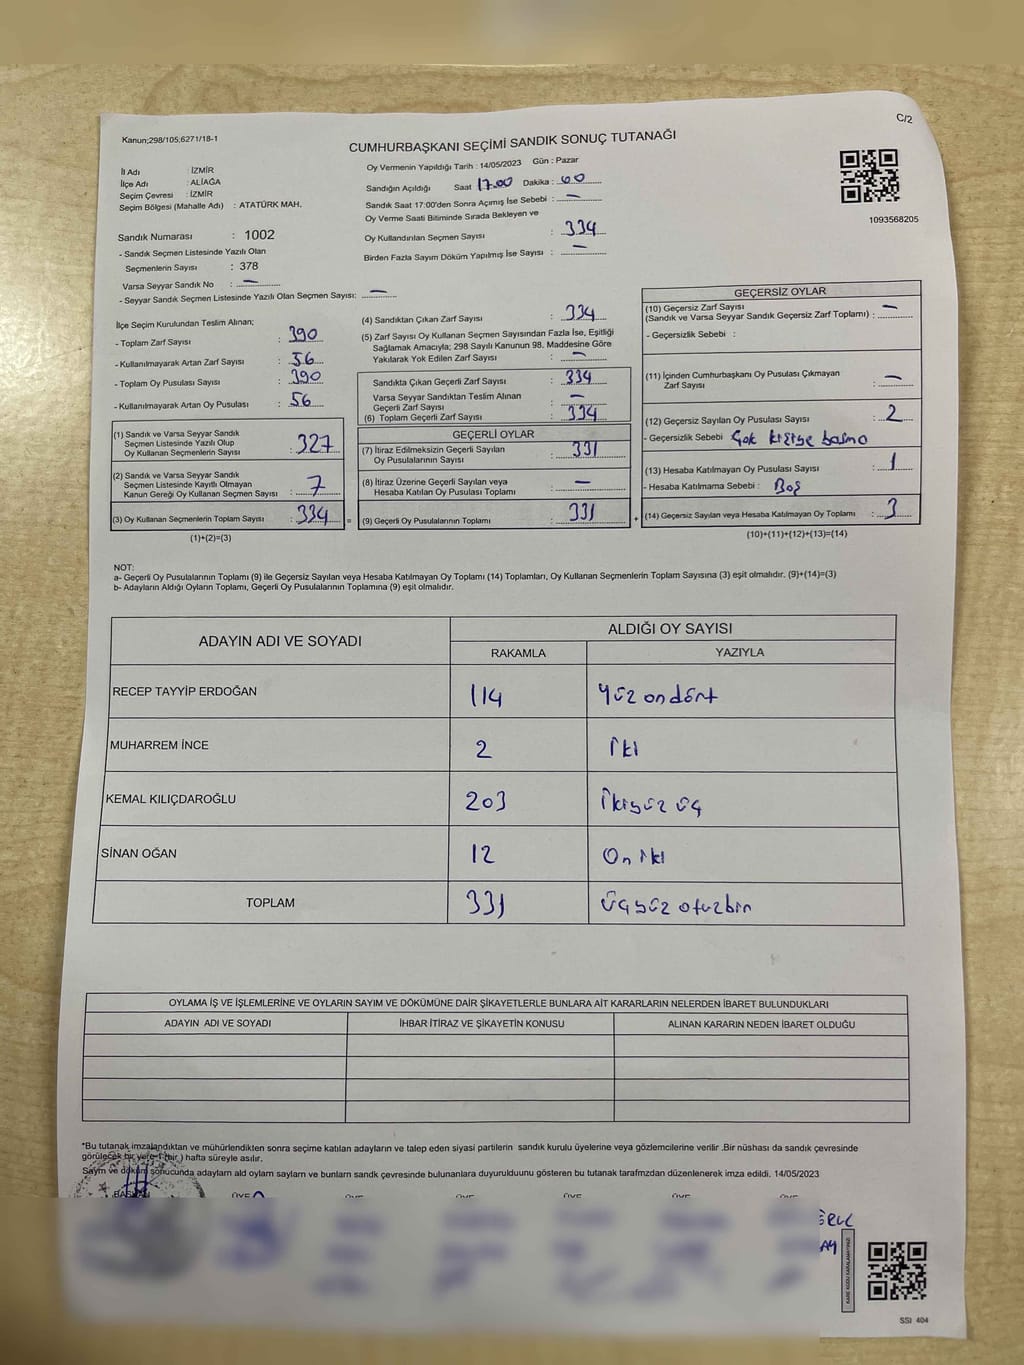 C/2
Kanun;298/105;6271/18-1
CUMHURBAŞKANI SEÇİMİ SANDIK SONUÇ TUTANAĞI
İl Adı : İZMİR
İlçe Adı : ALİAĞA
Seçim Çevresi : İZMİR
Seçim Bölgesi (Mahalle Adı) : ATATÜRK MAH.
Oy Vermenin Yapıldığı Tarih : 14/05/2023 Gün : Pazar
Sandığın Açıldığı Saat 17.00 Dakika : 00
Sandık Saat 17:00'den Sonra Açımış İse Sebebi : —
Oy Verme Saati Bitiminde Sırada Bekleyen ve
Oy Kullandırılan Seçmen Sayısı : 334
Birden Fazla Sayım Döküm Yapılmış İse Sayısı : —
1093568205
Sandık Numarası : 1002
- Sandık Seçmen Listesinde Yazılı Olan
Seçmenlerin Sayısı : 378
Varsa Seyyar Sandık No : —
- Seyyar Sandık Seçmen Listesinde Yazılı Olan Seçmen Sayısı: —
İlçe Seçim Kurulundan Teslim Alınan;
- Toplam Zarf Sayısı : 390
- Kullanılmayarak Artan Zarf Sayısı : 56
- Toplam Oy Pusulası Sayısı : 390
- Kullanılmayarak Artan Oy Pusulası : 56
(1) Sandık ve Varsa Seyyar Sandık
Seçmen Listesinde Yazılı Olup
Oy Kullanan Seçmenlerin Sayısı : 327
(2) Sandık ve Varsa Seyyar Sandık
Seçmen Listesinde Kayıtlı Olmayan
Kanun Gereği Oy Kullanan Seçmen Sayısı : 7
(3) Oy Kullanan Seçmenlerin Toplam Sayısı : 334
(1)+(2)=(3)
(4) Sandıktan Çıkan Zarf Sayısı : 334
(5) Zarf Sayısı Oy Kullanan Seçmen Sayısından Fazla İse, Eşitliği
Sağlamak Amacıyla; 298 Sayılı Kanunun 98. Maddesine Göre
Yakılarak Yok Edilen Zarf Sayısı : —
Sandıkta Çıkan Geçerli Zarf Sayısı : 334
Varsa Seyyar Sandıktan Teslim Alınan
Geçerli Zarf Sayısı : —
(6) Toplam Geçerli Zarf Sayısı : 334
GEÇERLİ OYLAR
(7) İtiraz Edilmeksizin Geçerli Sayılan
Oy Pusulalarının Sayısı : 331
(8) İtiraz Üzerine Geçerli Sayılan veya
Hesaba Katılan Oy Pusulası Toplamı : —
= (9) Geçerli Oy Pusulalarının Toplamı : 331 +
GEÇERSİZ OYLAR
(10) Geçersiz Zarf Sayısı
(Sandık ve Varsa Seyyar Sandık Geçersiz Zarf Toplamı) : —
- Geçersizlik Sebebi :
(11) İçinden Cumhurbaşkanı Oy Pusulası Çıkmayan
Zarf Sayısı : —
(12) Geçersiz Sayılan Oy Pusulası Sayısı : 2
- Geçersizlik Sebebi : Çok kişiye basma
(13) Hesaba Katılmayan Oy Pusulası Sayısı : 1
- Hesaba Katılmama Sebebi : Boş
(14) Geçersiz Sayılan veya Hesaba Katılmayan Oy Toplamı : 3
(10)+(11)+(12)+(13)=(14)
NOT:
a- Geçerli Oy Pusulalarının Toplamı (9) ile Geçersiz Sayılan veya Hesaba Katılmayan Oy Toplamı (14) Toplamları, Oy Kullanan Seçmenlerin Toplam Sayısına (3) eşit olmalıdır. (9)+(14)=(3)
b- Adayların Aldığı Oyların Toplamı, Geçerli Oy Pusulalarının Toplamına (9) eşit olmalıdır.
ADAYIN ADI VE SOYADI
ALDIĞI OY SAYISI
RAKAMLA YAZIYLA
RECEP TAYYİP ERDOĞAN 114 Yüz ondört
MUHARREM İNCE 2 İki
KEMAL KILIÇDAROĞLU 203 İkiyüz üç
SİNAN OĞAN 12 On iki
TOPLAM 331 üçyüz otuzbir
OYLAMA İŞ VE İŞLEMLERİNE VE OYLARIN SAYIM VE DÖKÜMÜNE DAİR ŞİKAYETLERLE BUNLARA AİT KARARLARIN NELERDEN İBARET BULUNDUKLARI
ADAYIN ADI VE SOYADI İHBAR İTİRAZ VE ŞİKAYETİN KONUSU ALINAN KARARIN NEDEN İBARET OLDUĞU
*Bu tutanak imzalandıktan ve mühürlendikten sonra seçime katılan adayların ve talep eden siyasi partilerin sandık kurulu üyelerine veya gözlemcilerine verilir .Bir nüshası da sandık çevresinde
görülecek bir yere 1 (bir ) hafta süreyle asılır.
Sayım ve döküm sonucunda adayların ald oyların sayların ve bunların sandk çevresinde bulunanlara duyurulduunu gösteren bu tutanak tarafmzdan düzenlenerek imza edildi. 14/05/2023
BAŞKAN ÜYE ÜYE ÜYE ÜYE ÜYE ÜYE
KARE KODU KARALAMAYINIZ!
SSI 404